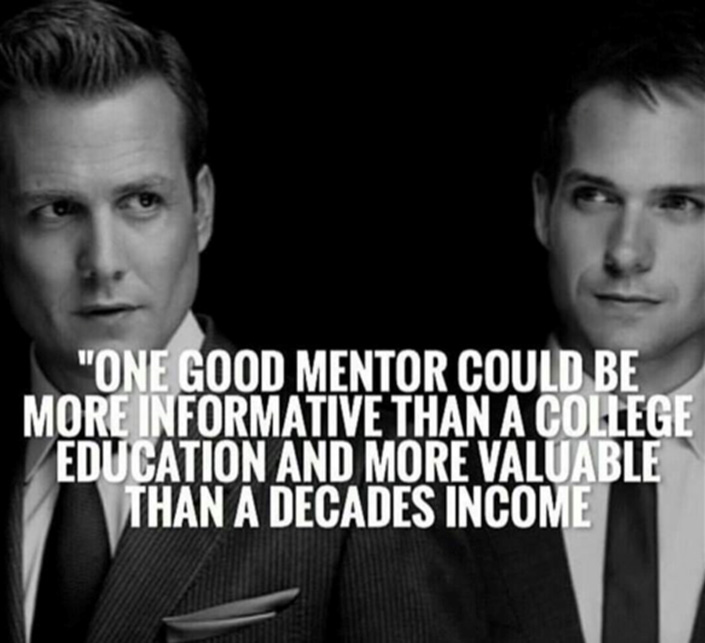 "ONE GOOD MENTOR COULD BE
MORE INFORMATIVE THAN A COLLEGE
EDUCATION AND MORE VALUABLE
THAN A DECADES INCOME